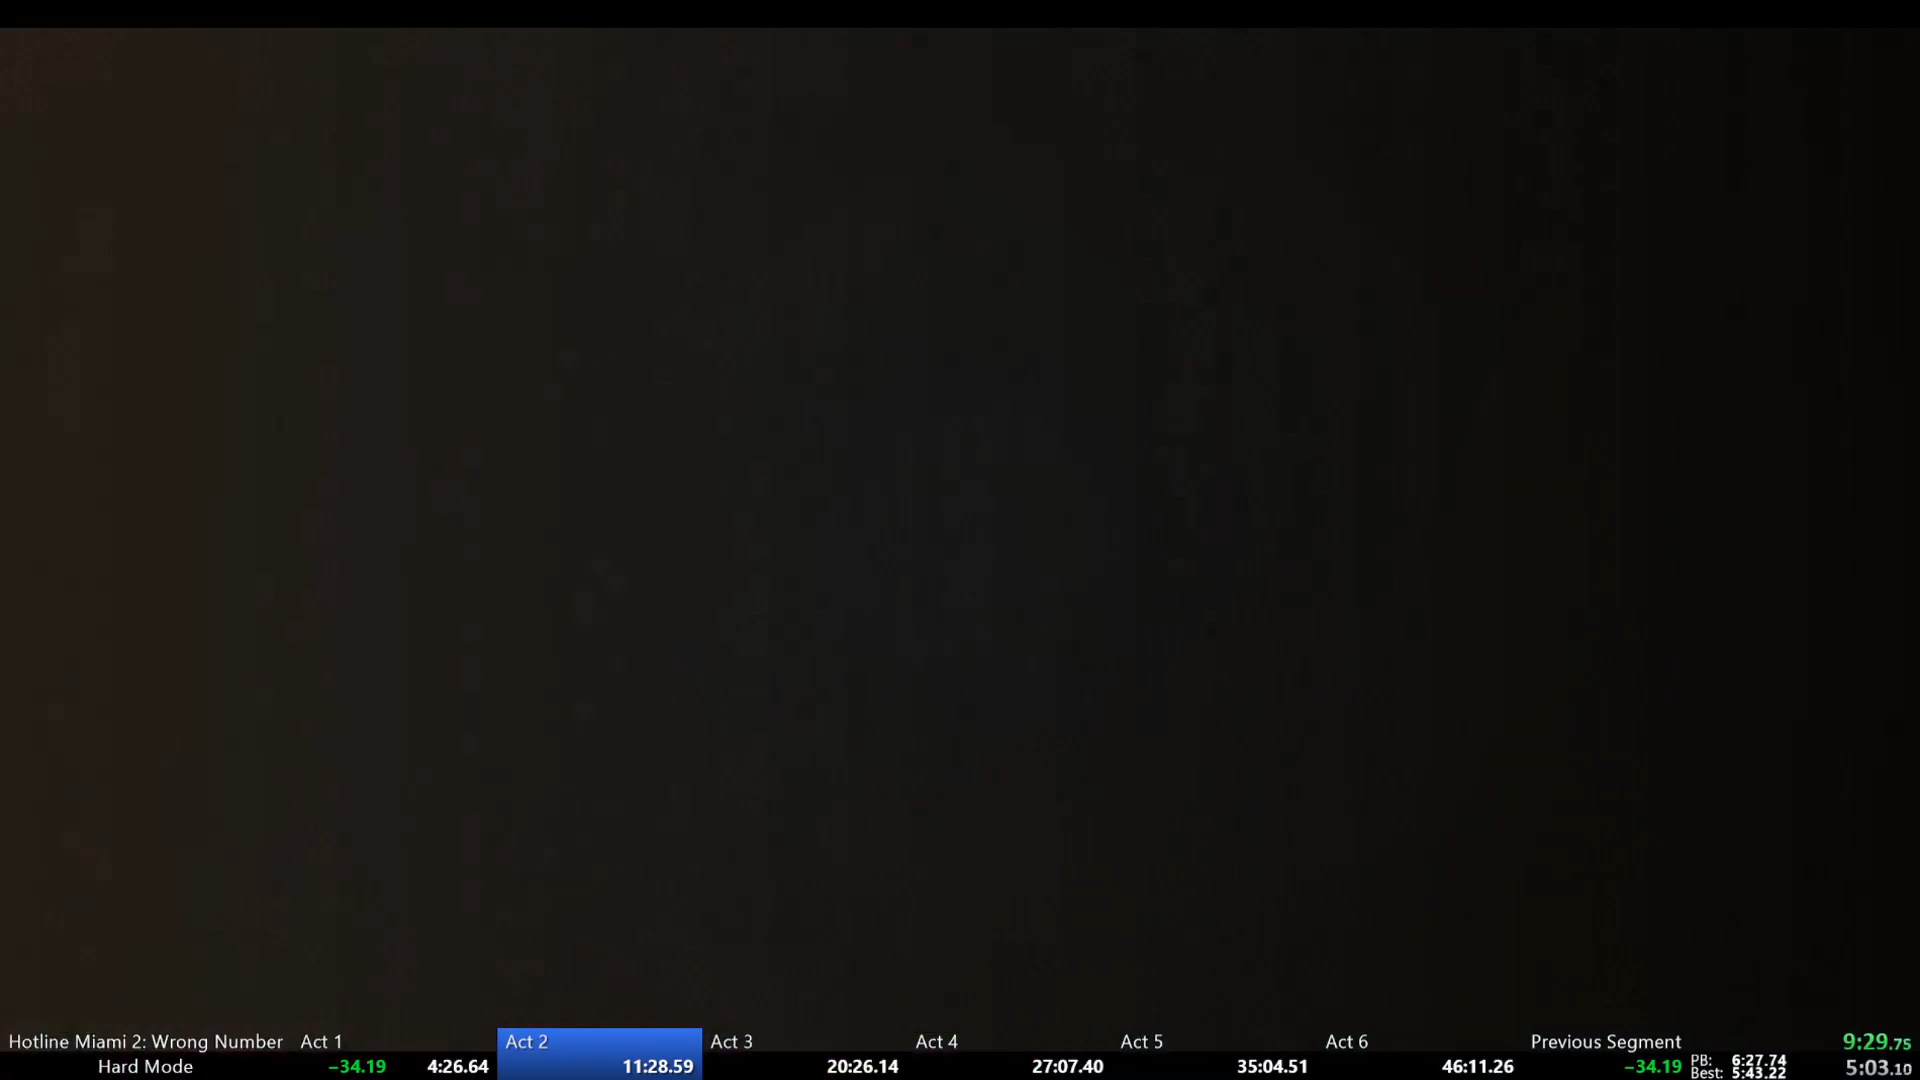 Hotline Miami 2: Wrong Number Act 1 Act 2 Act 3 Act 4 Act 5 Act 6 Previous Segment 9:29.75
Hard Mode −34.19 4:26.64 11:28.59 20:26.14 27:07.40 35:04.51 46:11.26 −34.19 PB: 6:27.74 5:03.10
Best: 5:43.22